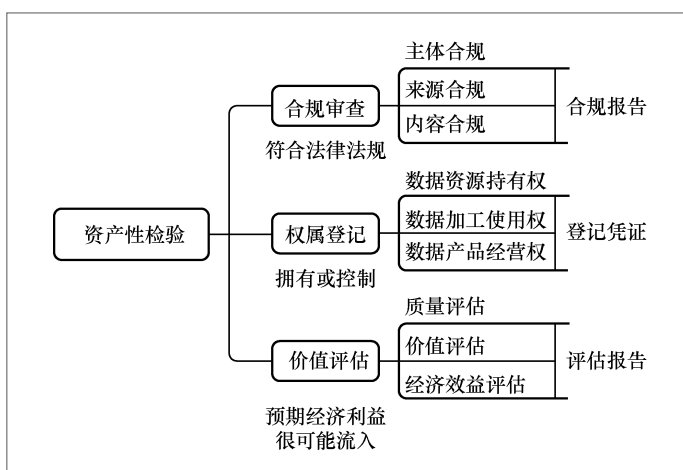 资产性检验
合规审查
符合法律法规
主体合规
来源合规
内容合规
合规报告
权属登记
拥有或控制
数据资源持有权
数据加工使用权
数据产品经营权
登记凭证
价值评估
预期经济利益
很可能流入
质量评估
价值评估
经济效益评估
评估报告